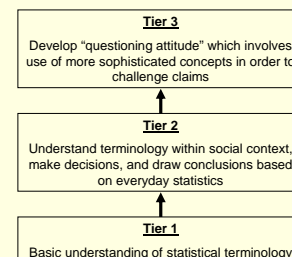 Tier 3
Develop “questioning attitude” which involves
use of more sophisticated concepts in order to
challenge claims
Tier 2
Understand terminology within social context,
make decisions, and draw conclusions based
on everyday statistics
Tier 1
Basic understanding of statistical terminology